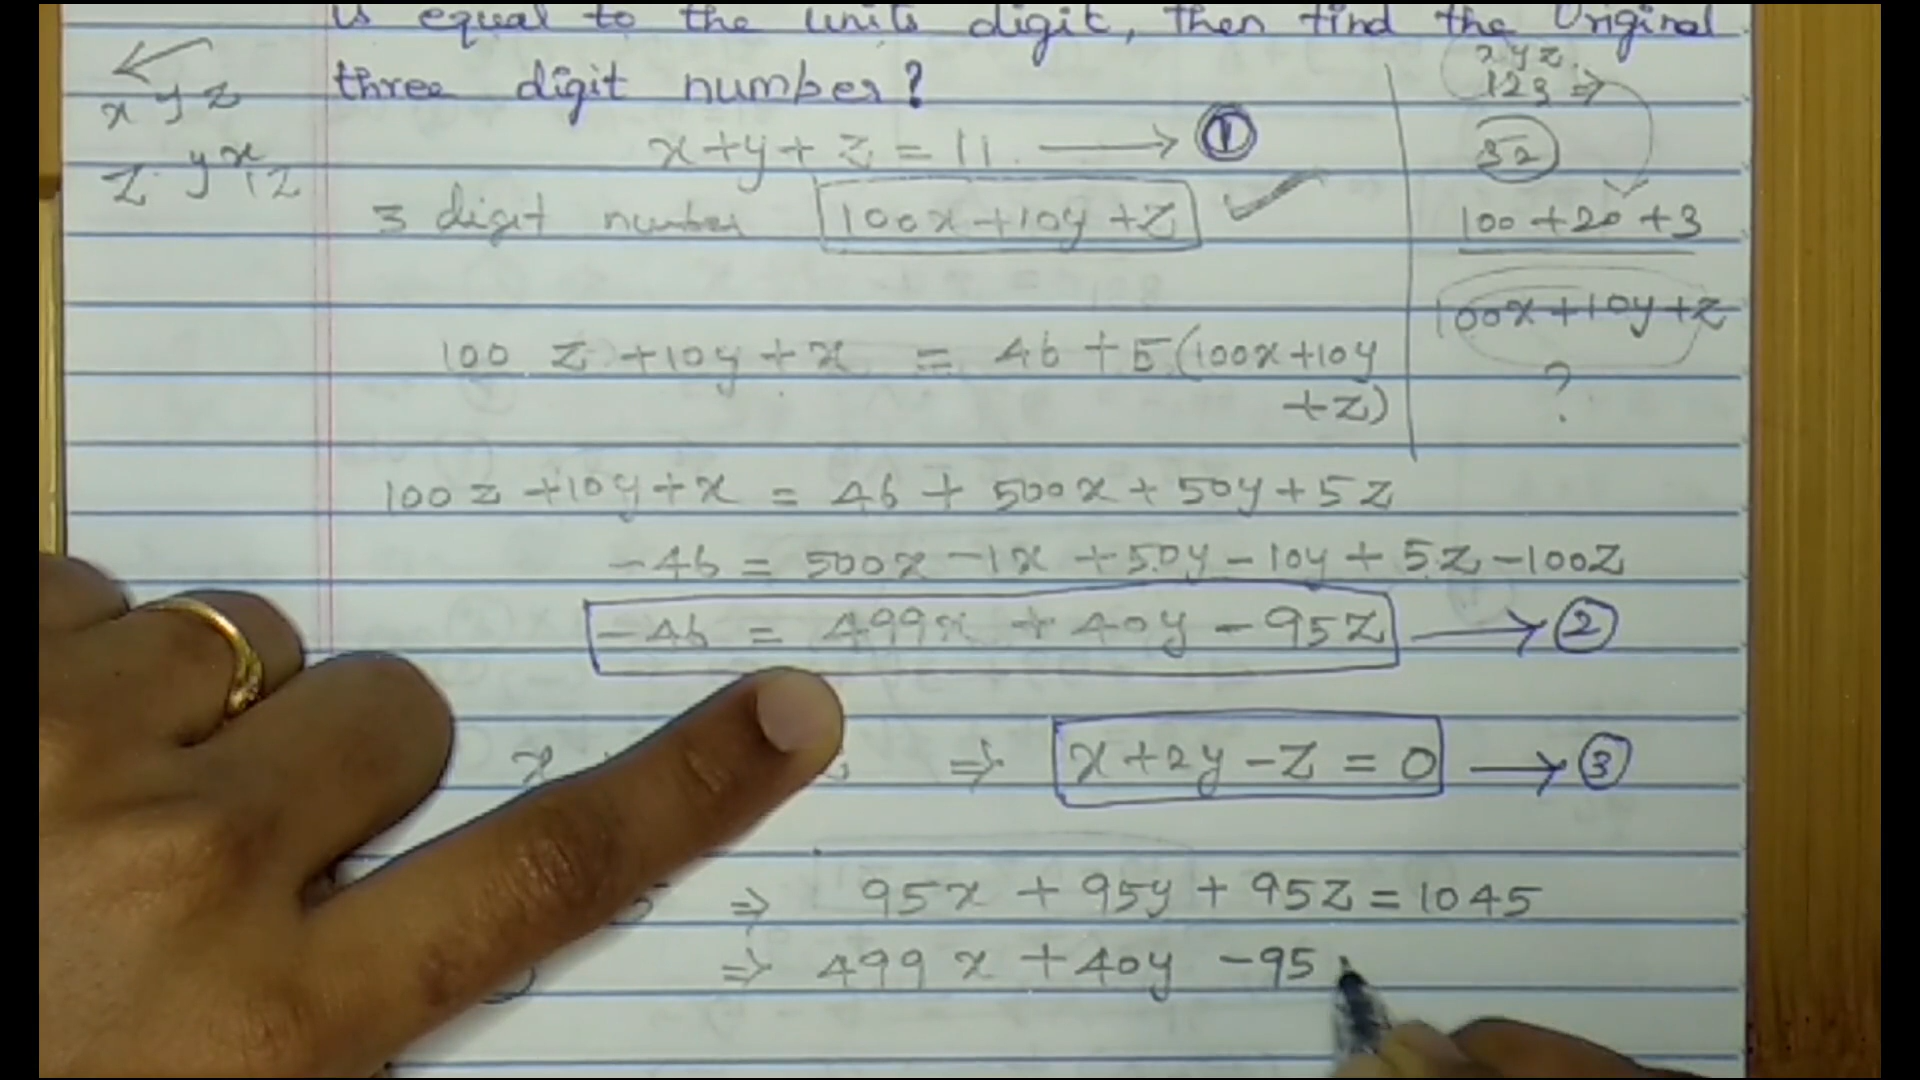 is equal to the units digit, then find the Original
three digit number?
x y z
z y x
1z
x+y+z = 11 → ①
3 digit number 100x+10y+z ✓
x y z
123 ⇒
32
100+20+3
100x+10y+z
?
100 z +10y+x = 46 + 5(100x+10y
+z)
100z +10y+x = 46 + 500x + 50y+5z
-46 = 500x -1x +50y -10y + 5z -100z
-46 = 499x + 40y - 95z → ②
x ⇒ x+2y-z = 0 → ③
⇒ 95x + 95y + 95z = 1045
⇒ 499x + 40y -95